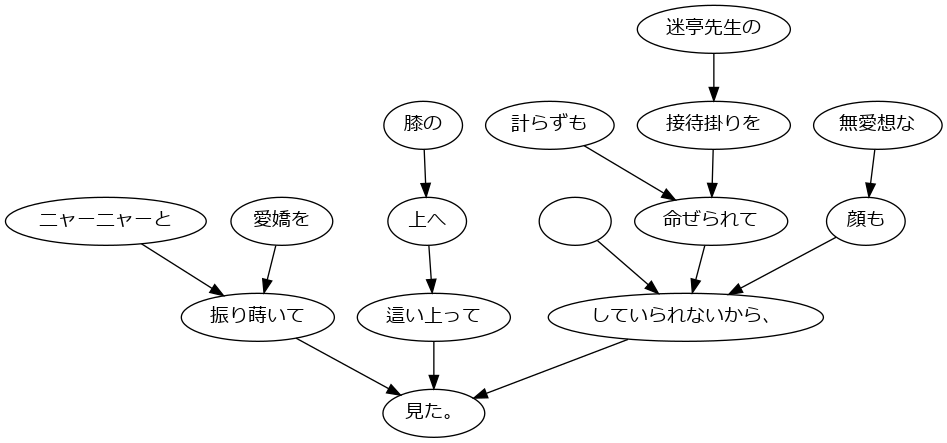 迷亭先生の
膝の
計らずも
接待掛りを
無愛想な
ニャーニャーと
愛嬌を
上へ
命ぜられて
顔も
振り蒔いて
這い上って
していられないから、
見た。